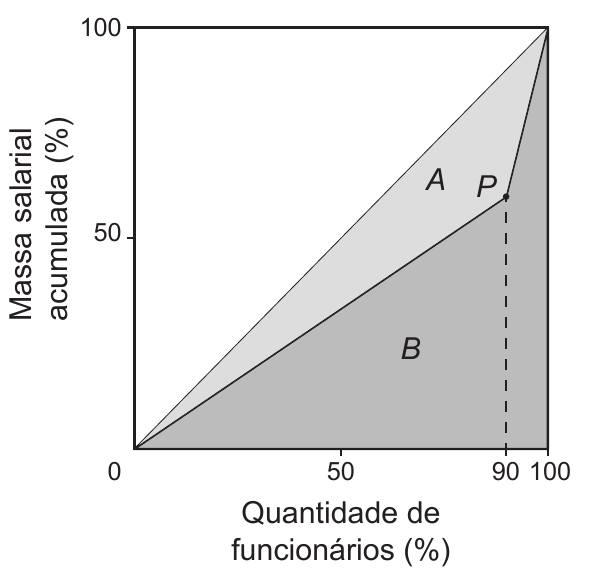 100
Massa salarial
acumulada (%)
A
P
50
B
0
50
90
100
Quantidade de
funcionários (%)